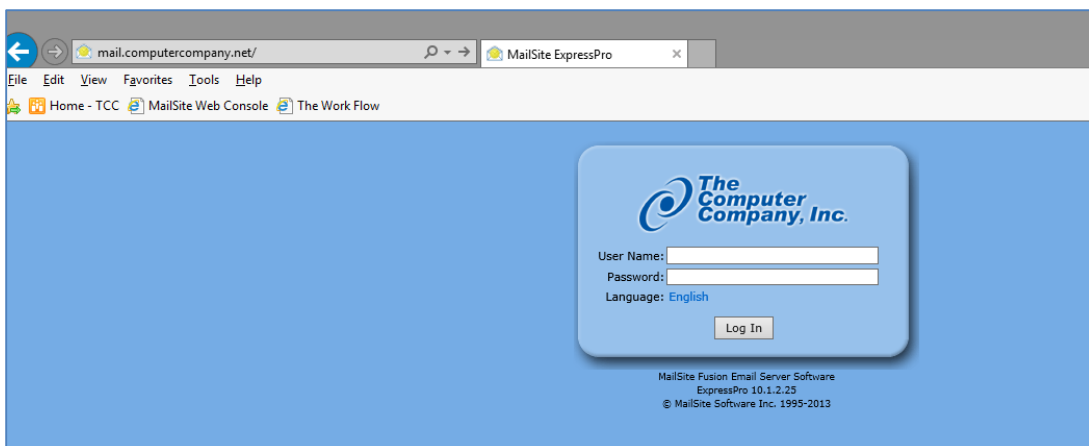 mail.computercompany.net/
MailSite ExpressPro
File Edit View Favorites Tools Help
Home - TCC MailSite Web Console The Work Flow
The
Computer
Company, Inc.
User Name:
Password:
Language: English
Log In
MailSite Fusion Email Server Software
ExpressPro 10.1.2.25
© MailSite Software Inc. 1995-2013